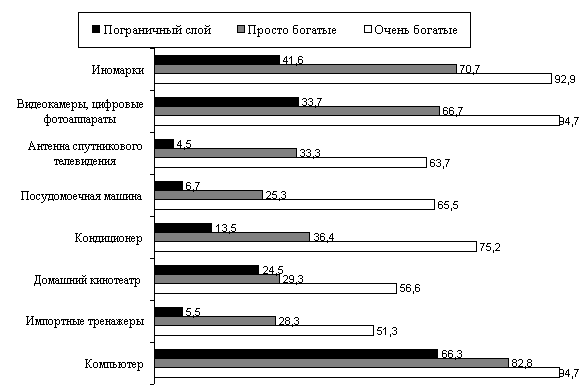 Пограничный слой Просто богатые Очень богатые
Иномарки
41,6
70,7
92,9
Видеокамеры, цифровые
фотоаппараты
33,7
66,7
94,7
Антенна спутникового
телевидения
4,5
33,3
63,7
Посудомоечная машина
6,7
25,3
65,5
Кондиционер
13,5
36,4
75,2
Домашний кинотеатр
24,5
29,3
56,6
Импортные тренажеры
5,5
28,3
51,3
Компьютер
66,3
82,8
94,7